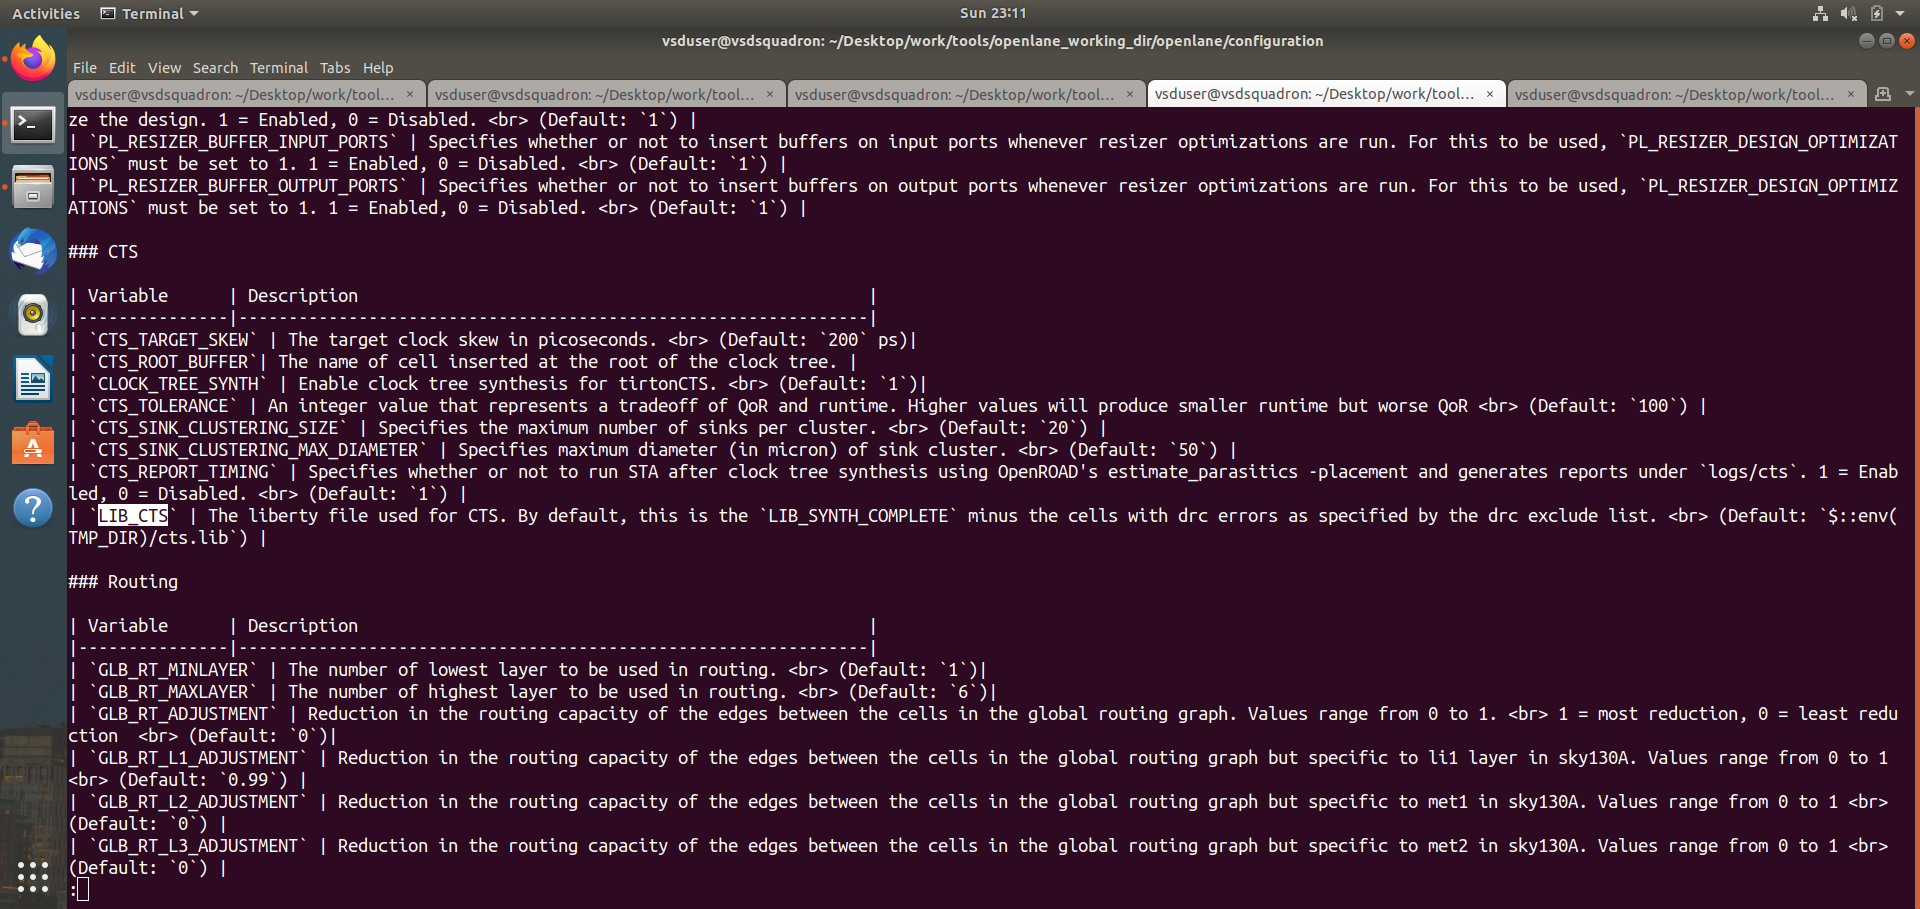 Activities Terminal Sun 23:11
vsduser@vsdsquadron: ~/Desktop/work/tools/openlane_working_dir/openlane/configuration
File Edit View Search Terminal Tabs Help
vsduser@vsdsquadron: ~/Desktop/work/tool... × vsduser@vsdsquadron: ~/Desktop/work/tool... × vsduser@vsdsquadron: ~/Desktop/work/tool... × vsduser@vsdsquadron: ~/Desktop/work/tool... × vsduser@vsdsquadron: ~/Desktop/work/tool... ×
ze the design. 1 = Enabled, 0 = Disabled. <br> (Default: `1`) |
| `PL_RESIZER_BUFFER_INPUT_PORTS` | Specifies whether or not to insert buffers on input ports whenever resizer optimizations are run. For this to be used, `PL_RESIZER_DESIGN_OPTIMIZAT
IONS` must be set to 1. 1 = Enabled, 0 = Disabled. <br> (Default: `1`) |
| `PL_RESIZER_BUFFER_OUTPUT_PORTS` | Specifies whether or not to insert buffers on output ports whenever resizer optimizations are run. For this to be used, `PL_RESIZER_DESIGN_OPTIMIZ
ATIONS` must be set to 1. 1 = Enabled, 0 = Disabled. <br> (Default: `1`) |
### CTS
| Variable      | Description                                                   |
|---------------|---------------------------------------------------------------|
| `CTS_TARGET_SKEW` | The target clock skew in picoseconds. <br> (Default: `200` ps)|
| `CTS_ROOT_BUFFER`| The name of cell inserted at the root of the clock tree. |
| `CLOCK_TREE_SYNTH` | Enable clock tree synthesis for tirtonCTS. <br> (Default: `1`)|
| `CTS_TOLERANCE` | An integer value that represents a tradeoff of QoR and runtime. Higher values will produce smaller runtime but worse QoR <br> (Default: `100`) |
| `CTS_SINK_CLUSTERING_SIZE` | Specifies the maximum number of sinks per cluster. <br> (Default: `20`) |
| `CTS_SINK_CLUSTERING_MAX_DIAMETER` | Specifies maximum diameter (in micron) of sink cluster. <br> (Default: `50`) |
| `CTS_REPORT_TIMING` | Specifies whether or not to run STA after clock tree synthesis using OpenROAD's estimate_parasitics -placement and generates reports under `logs/cts`. 1 = Enab
led, 0 = Disabled. <br> (Default: `1`) |
| `LIB_CTS` | The liberty file used for CTS. By default, this is the `LIB_SYNTH_COMPLETE` minus the cells with drc errors as specified by the drc exclude list. <br> (Default: `$::env(
TMP_DIR)/cts.lib`) |
### Routing
| Variable      | Description                                                   |
|---------------|---------------------------------------------------------------|
| `GLB_RT_MINLAYER` | The number of lowest layer to be used in routing. <br> (Default: `1`)|
| `GLB_RT_MAXLAYER` | The number of highest layer to be used in routing. <br> (Default: `6`)|
| `GLB_RT_ADJUSTMENT` | Reduction in the routing capacity of the edges between the cells in the global routing graph. Values range from 0 to 1. <br> 1 = most reduction, 0 = least redu
ction  <br> (Default: `0`)|
| `GLB_RT_L1_ADJUSTMENT` | Reduction in the routing capacity of the edges between the cells in the global routing graph but specific to li1 layer in sky130A. Values range from 0 to 1
<br> (Default: `0.99`) |
| `GLB_RT_L2_ADJUSTMENT` | Reduction in the routing capacity of the edges between the cells in the global routing graph but specific to met1 in sky130A. Values range from 0 to 1 <br>
(Default: `0`) |
| `GLB_RT_L3_ADJUSTMENT` | Reduction in the routing capacity of the edges between the cells in the global routing graph but specific to met2 in sky130A. Values range from 0 to 1 <br>
(Default: `0`) |
: